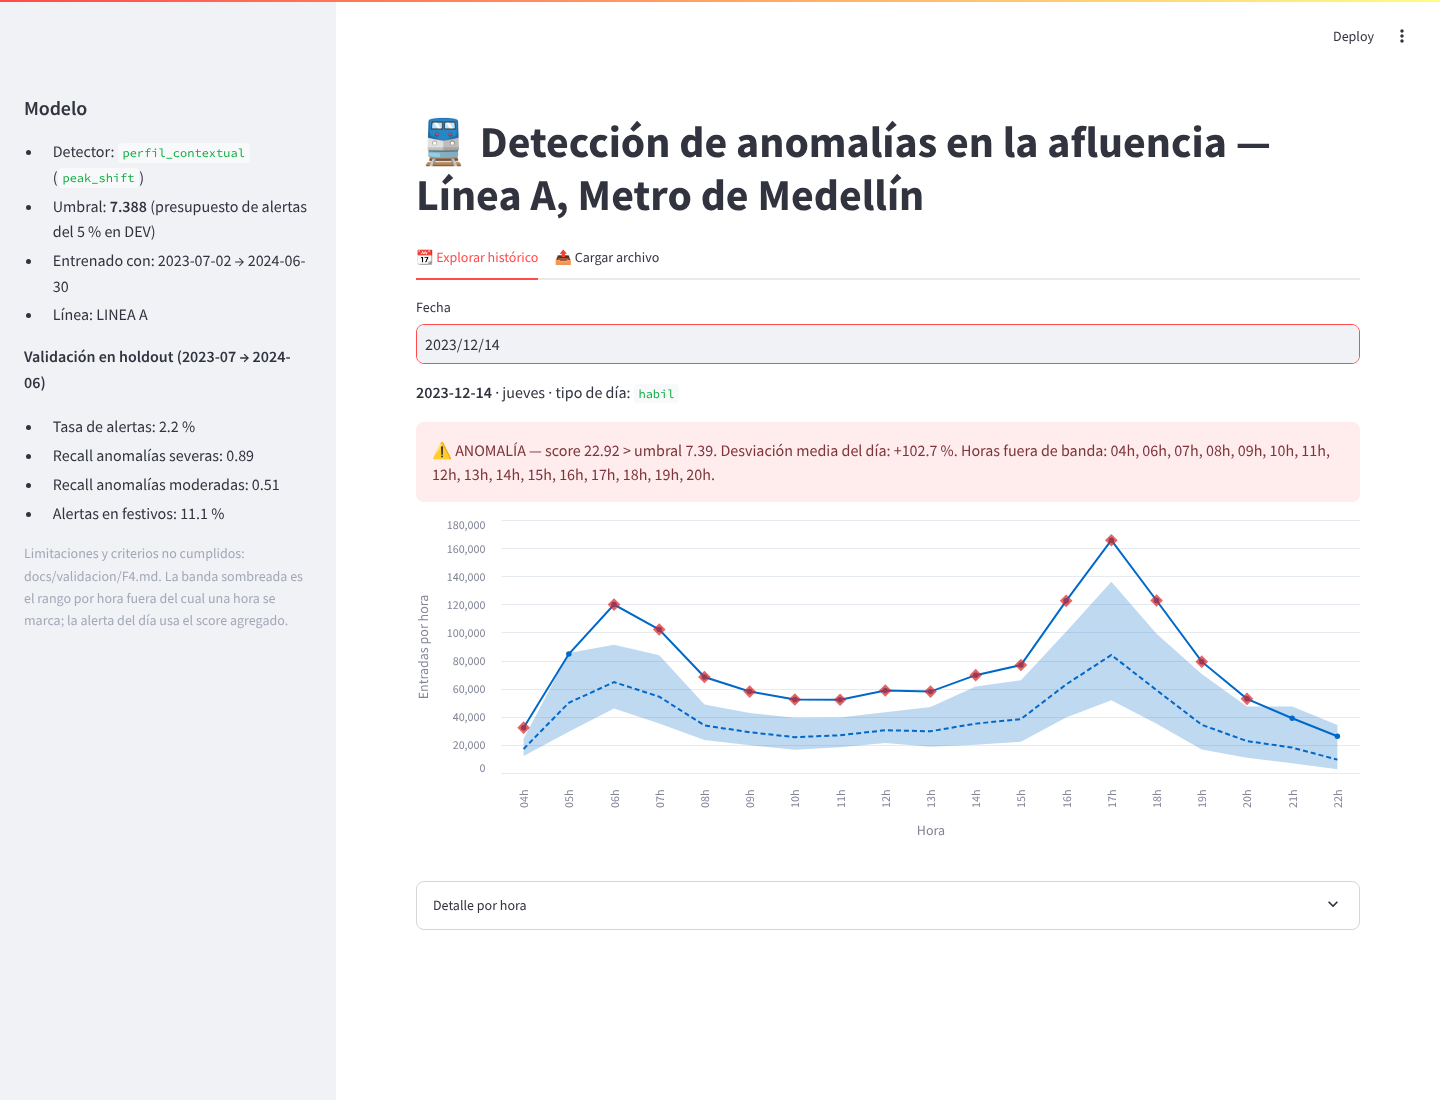 Deploy
Modelo
Detector: perfil_contextual
( peak_shift )
Umbral: 7.388 (presupuesto de alertas
del 5 % en DEV)
Entrenado con: 2023-07-02 → 2024-06-
30
Línea: LINEA A
Validación en holdout (2023-07 → 2024-
06)
Tasa de alertas: 2.2 %
Recall anomalías severas: 0.89
Recall anomalías moderadas: 0.51
Alertas en festivos: 11.1 %
Limitaciones y criterios no cumplidos:
docs/validacion/F4.md. La banda sombreada es
el rango por hora fuera del cual una hora se
marca; la alerta del día usa el score agregado.
Detección de anomalías en la afluencia —
Línea A, Metro de Medellín
Explorar histórico
Cargar archivo
Fecha
2023/12/14
2023-12-14 · jueves · tipo de día: habil
ANOMALÍA — score 22.92 > umbral 7.39. Desviación media del día: +102.7 %. Horas fuera de banda: 04h, 06h, 07h, 08h, 09h, 10h, 11h,
12h, 13h, 14h, 15h, 16h, 17h, 18h, 19h, 20h.
Entradas por hora
180,000
160,000
140,000
120,000
100,000
80,000
60,000
40,000
20,000
0
04h 05h 06h 07h 08h 09h 10h 11h 12h 13h 14h 15h 16h 17h 18h 19h 20h 21h 22h
Hora
Detalle por hora